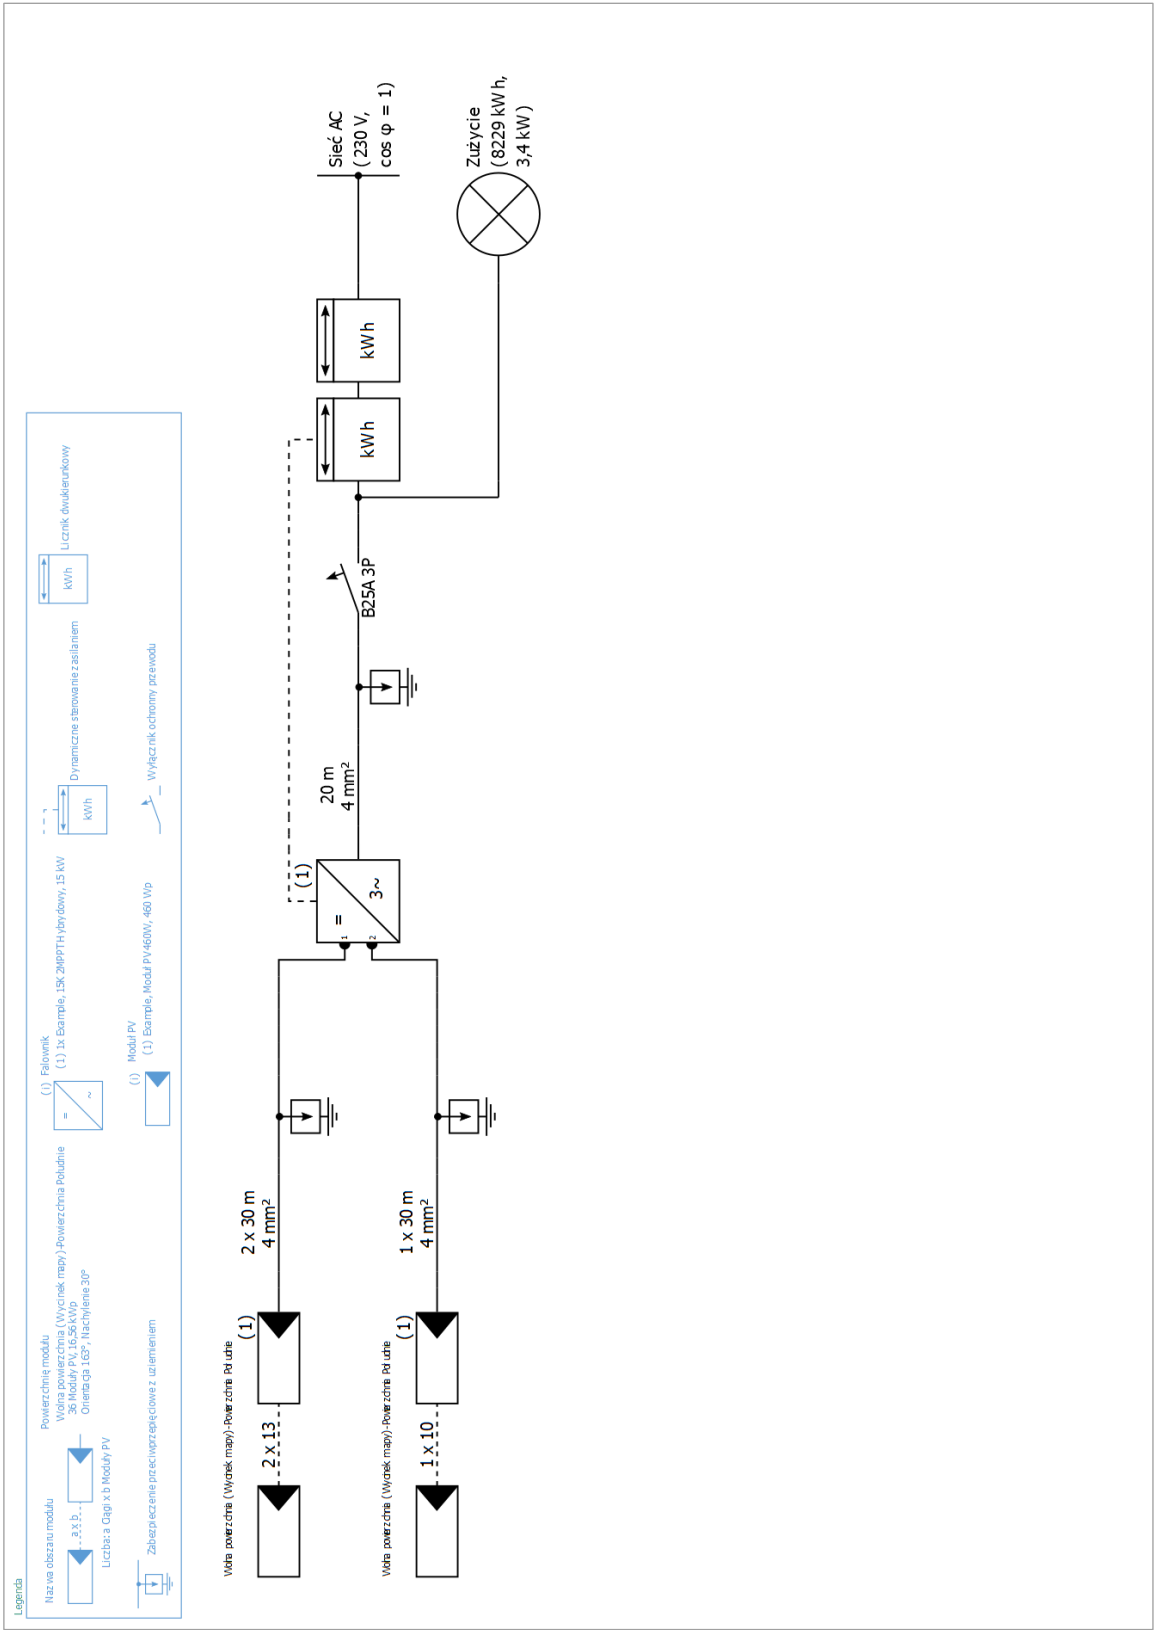 Legenda
Nazwa obszaru modułu
a x b
Liczba: a Ciągi x b Moduły PV
Powierzchnię modułu
Wolna powierzchnia (Wycinek mapy)-Powierzchnia Południe
36 Moduły PV, 16,56 kWp
Orientacja 163°, Nachylenie 30°
Zabezpieczenie przeciwprzepięciowe z uziemieniem
(i) Falownik
(1) 1x Example, 15K 2MPPT Hybrydowy, 15 kW
=
~
(i) Moduł PV
(1) Example, Moduł PV 460W, 460 Wp
kWh
Dynamiczne sterowanie zasilaniem
Wyłącznik ochronny przewodu
kWh
Licznik dwukierunkowy
Wolna powierzchnia (Wycinek mapy)-Powierzchnia Południe
2 x 13
(1)
2 x 30 m
4 mm²
Wolna powierzchnia (Wycinek mapy)-Powierzchnia Południe
1 x 10
(1)
1 x 30 m
4 mm²
1
2
=
3~
(1)
20 m
4 mm²
B25A 3P
kWh
kWh
Sieć AC
(230 V,
cos φ = 1)
Zużycie
(8229 kWh,
3,4 kW)